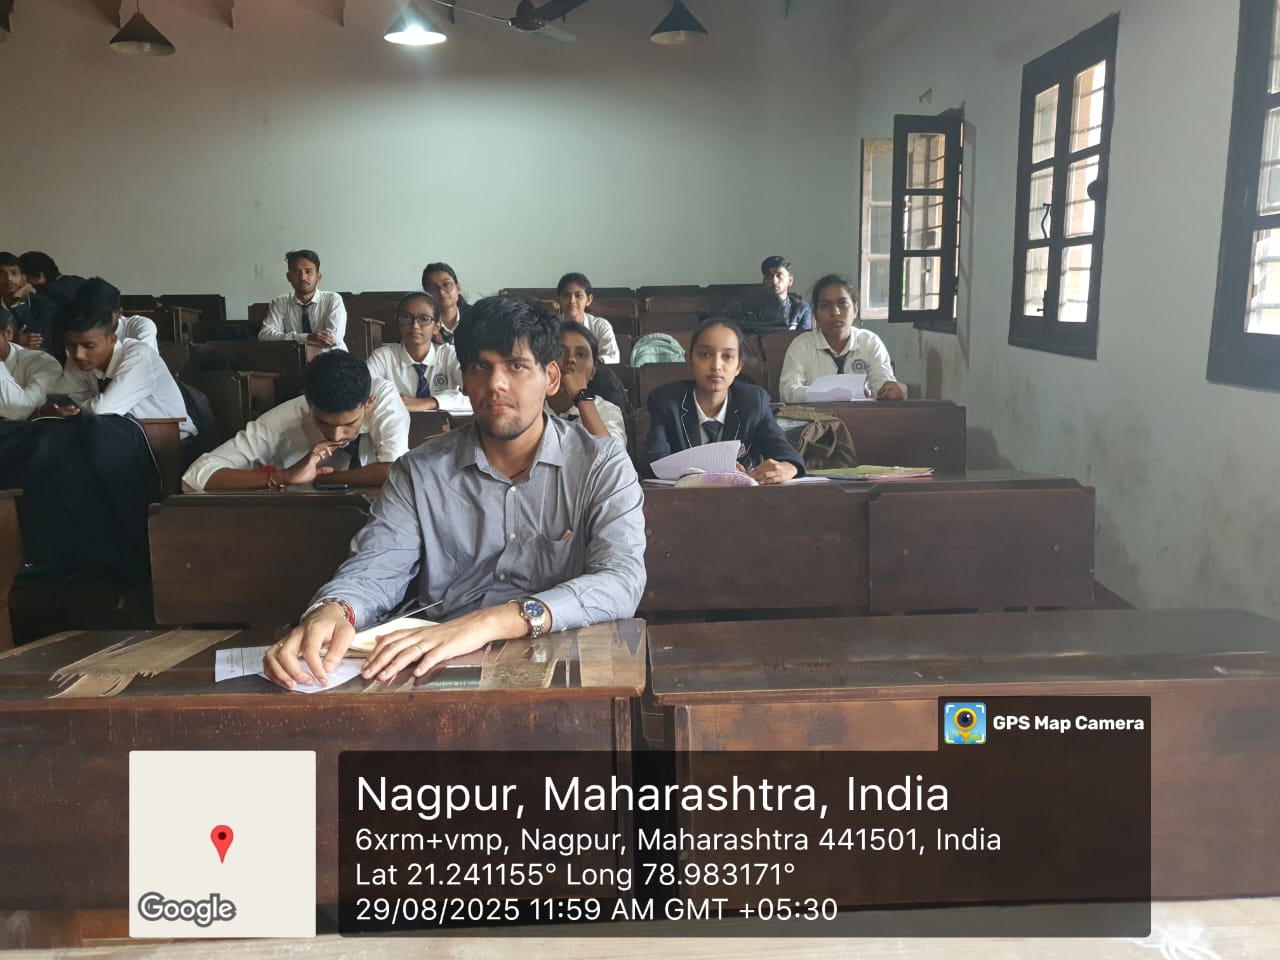 GPS Map Camera
Nagpur, Maharashtra, India
6xrm+vmp, Nagpur, Maharashtra 441501, India
Lat 21.241155° Long 78.983171°
29/08/2025 11:59 AM GMT +05:30
Google